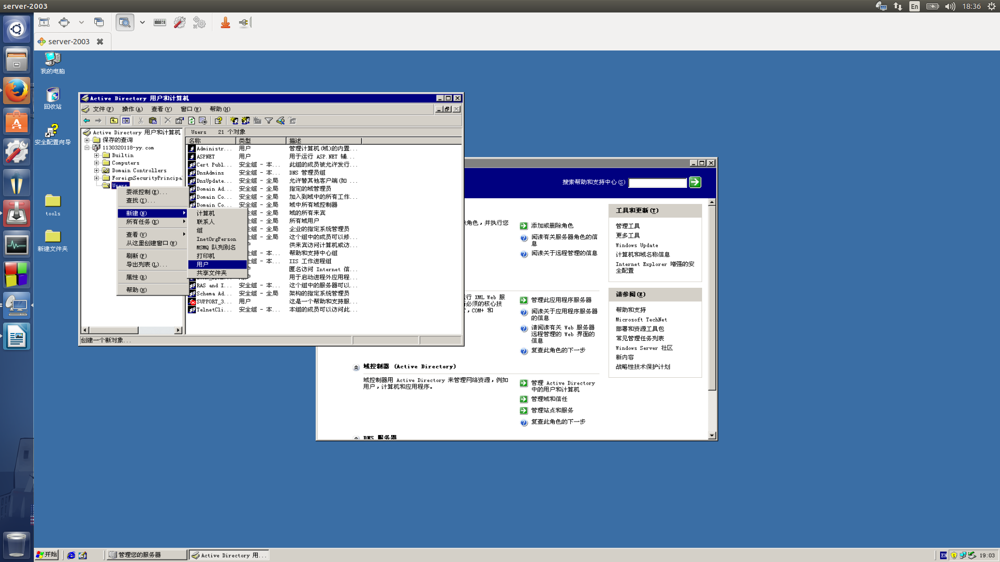 server-2003
En
18:36
server-2003
我的电脑
回收站
安全配置向导
tools
新建文件夹
Active Directory 用户和计算机
文件(F) 操作(A) 查看(V) 窗口(W) 帮助(H)
Active Directory 用户和计算机
保存的查询
1130320118-yy.com
Builtin
Computers
Domain Controllers
ForeignSecurityPrincipal
Users
Users 21 个对象
名称 类型 描述
Administr... 用户 管理计算机(域)的内置...
ASPNET 用户 用于运行 ASP.NET 辅...
Cert Publ... 安全组 - 本... 此组的成员被允许发行...
DnsAdmins 安全组 - 本... DNS 管理员组
DnsUpdate... 安全组 - 全局 允许替其他客户端(如 ...
Domain Ad... 安全组 - 全局 指定的域管理员
Domain Co... 安全组 - 全局 加入到域中的所有工作...
Domain Co... 安全组 - 全局 域中所有域控制器
全组 - 全局 域的所有来宾
全组 - 全局 所有域用户
全组 - 全局 企业的指定系统管理员
全组 - 全局 这个组中的成员可以修...
户 供来宾访问计算机或访...
全组 - 本... 帮助和支持中心组
全组 - 本... IIS 工作进程组
户 匿名访问 Internet 信...
户 用于启动进程外应用程...
RAS and I... 安全组 - 本... 这个组中的服务器可以...
Schema Ad... 安全组 - 全局 架构的指定系统管理员
SUPPORT_3... 用户 这是一个帮助和支持服...
TelnetCli... 安全组 - 本... 本组的成员可以访问此...
委派控制(E)...
查找(I)...
新建(N)
所有任务(K)
查看(V)
从这里创建窗口(W)
刷新(F)
导出列表(L)...
属性(R)
帮助(H)
计算机
联系人
组
InetOrgPerson
MSMQ 队列别名
打印机
用户
共享文件夹
创建一个新对象...
搜索帮助和支持中心(S)
角色，并执行您
添加或删除角色
阅读有关服务器角色的信息
阅读关于远程管理的信息
行 XML Web 服
必须的核心技
，COM+ 和
管理此应用程序服务器
阅读关于应用程序服务器的信息
请阅读有关 Web 服务器
远程管理的 Web 界面的
信息
复查此角色的下一步
域控制器 (Active Directory)
域控制器用 Active Directory 来管理网络资源，例如
用户，计算机和应用程序。
管理 Active Directory
中的用户和计算机
管理域和信任
管理站点和服务
复查此角色的下一步
DNS 服务器
工具和更新(T)
管理工具
更多工具
Windows Update
计算机和域名称信息
Internet Explorer 增强的安
全配置
请参阅(E)
帮助和支持
Microsoft TechNet
部署和资源工具包
常见管理任务列表
Windows Server 社区
新内容
战略性技术保护计划
开始
管理您的服务器
Active Directory 用...
EN
19:03